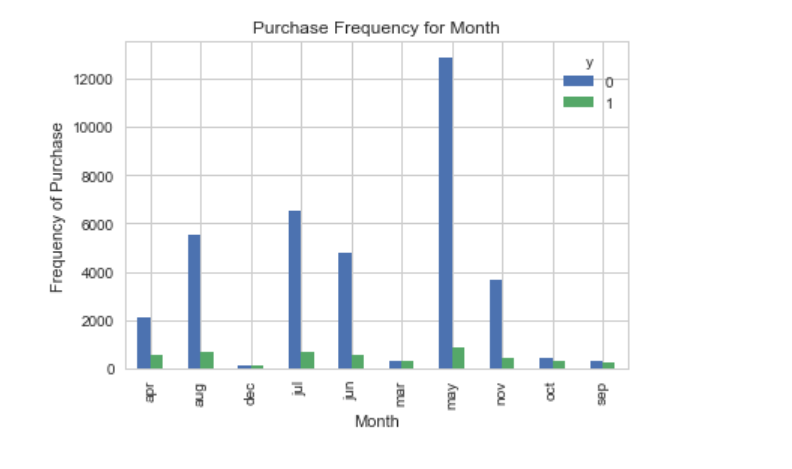 Purchase Frequency for Month
y
0
1
12000
10000
8000
6000
4000
2000
0
Frequency of Purchase
apr
aug
dec
jul
jun
mar
may
nov
oct
sep
Month